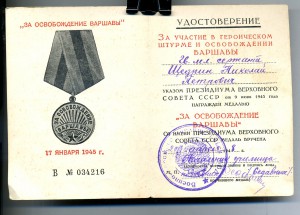 "ЗА ОСВОБОЖДЕНИЕ
ВАРШАВЫ"
17 ЯНВАРЯ 1945 г.
В № 034216
УДОСТОВЕРЕНИЕ
ЗА УЧАСТИЕ В ГЕРОИЧЕСКОМ
ШТУРМЕ И ОСВОБОЖДЕНИИ
ВАРШАВЫ
Гв. мл. сержант
Николай
Петрович
УКАЗОМ ПРЕЗИДИУМА ВЕРХОВНОГО
СОВЕТА СССР от 9 июня 1945 года
НАГРАЖДЕН МЕДАЛЬЮ
"ЗА ОСВОБОЖДЕНИЕ
ВАРШАВЫ"
От имени ПРЕЗИДИУМА ВЕРХОВНОГО
СОВЕТА СССР МЕДАЛЬ ВРУЧЕНА